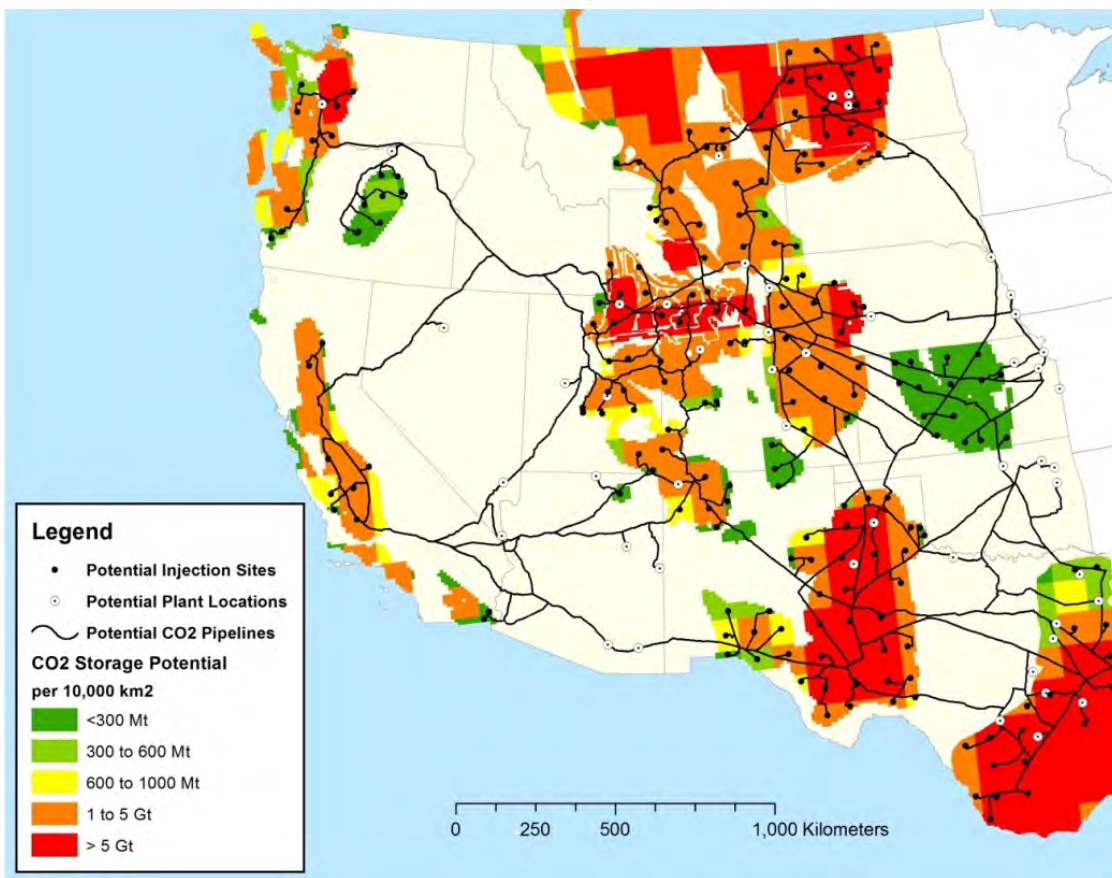 Legend
Potential Injection Sites
Potential Plant Locations
Potential CO2 Pipelines
CO2 Storage Potential
per 10,000 km2
<300 Mt
300 to 600 Mt
600 to 1000 Mt
1 to 5 Gt
> 5 Gt
0 250 500 1,000 Kilometers